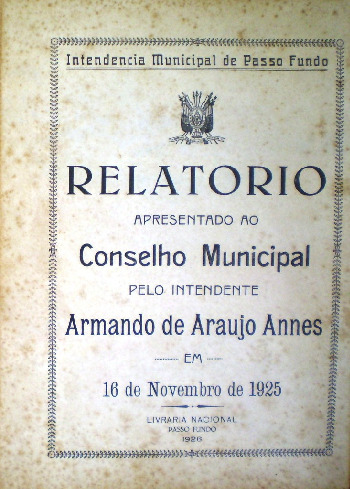 Intendencia Municipal de Passo Fundo
RELATORIO
APRESENTADO AO
Conselho Municipal
PELO INTENDENTE
Armando de Araujo Annes
EM
16 de Novembro de 1925
LIVRARIA NACIONAL
PASSO FUNDO
1926